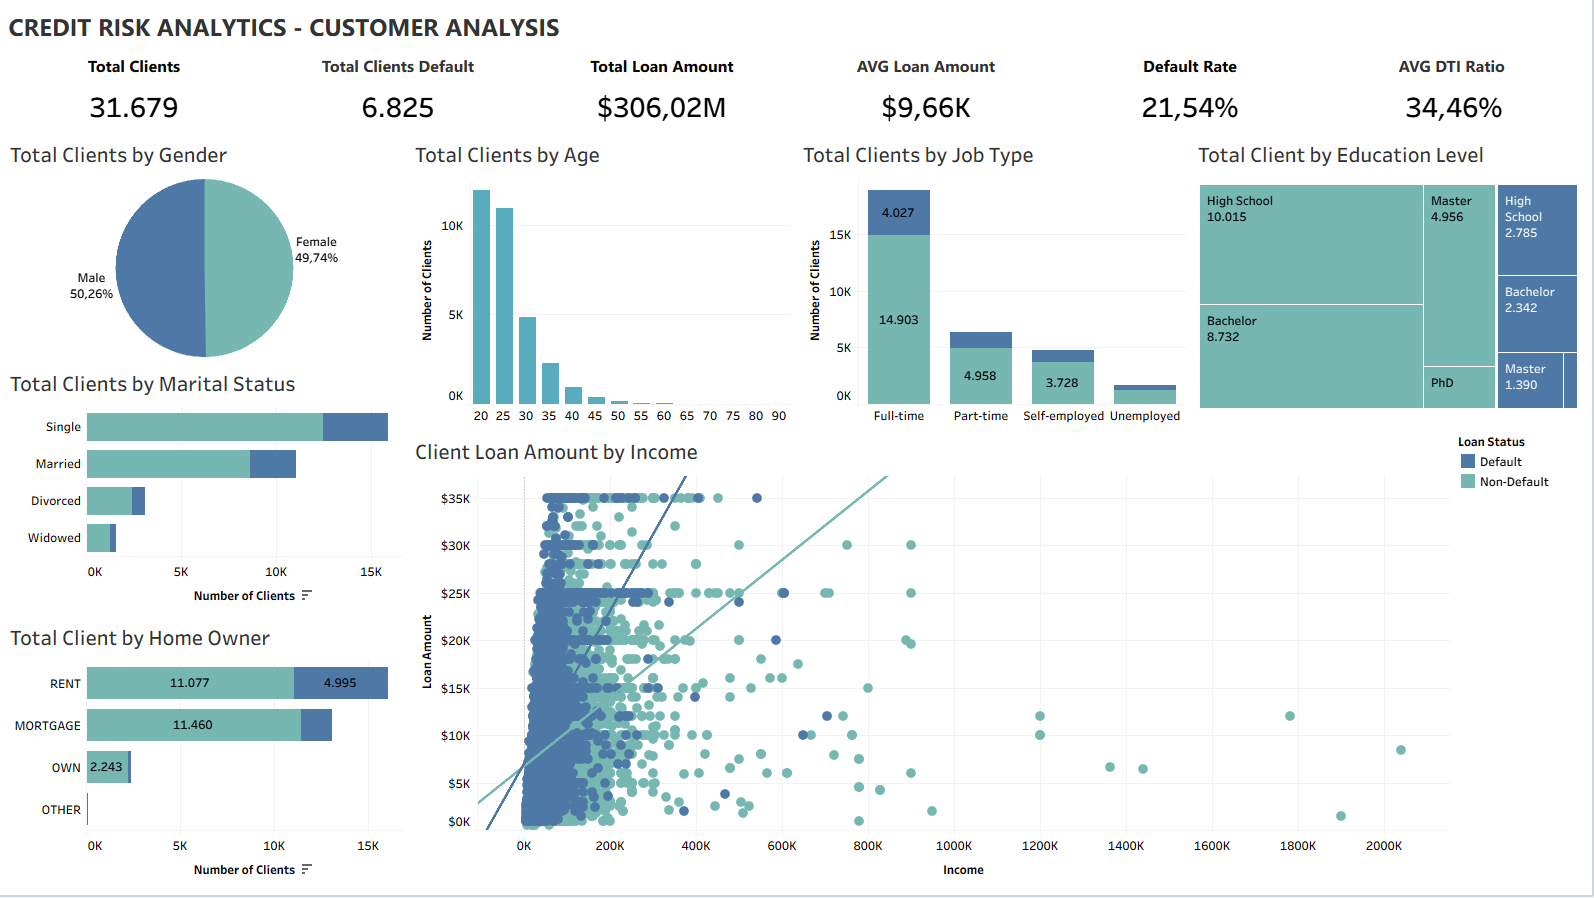 CREDIT RISK ANALYTICS - CUSTOMER ANALYSIS
Total Clients
31.679
Total Clients Default
6.825
Total Loan Amount
$306,02M
AVG Loan Amount
$9,66K
Default Rate
21,54%
AVG DTI Ratio
34,46%
Total Clients by Gender
Female
49,74%
Male
50,26%
Total Clients by Age
Number of Clients
10K
5K
0K
20 25 30 35 40 45 50 55 60 65 70 75 80 90
Total Clients by Job Type
Number of Clients
15K
10K
5K
0K
4.027
14.903
4.958
3.728
Full-time Part-time Self-employed Unemployed
Total Client by Education Level
High School
10.015
Bachelor
8.732
Master
4.956
PhD
High
School
2.785
Bachelor
2.342
Master
1.390
Total Clients by Marital Status
Single
Married
Divorced
Widowed
0K 5K 10K 15K
Number of Clients
Total Client by Home Owner
RENT 11.077 4.995
MORTGAGE 11.460
OWN 2.243
OTHER
0K 5K 10K 15K
Number of Clients
Client Loan Amount by Income
Loan Amount
$35K
$30K
$25K
$20K
$15K
$10K
$5K
$0K
0K 200K 400K 600K 800K 1000K 1200K 1400K 1600K 1800K 2000K
Income
Loan Status
Default
Non-Default